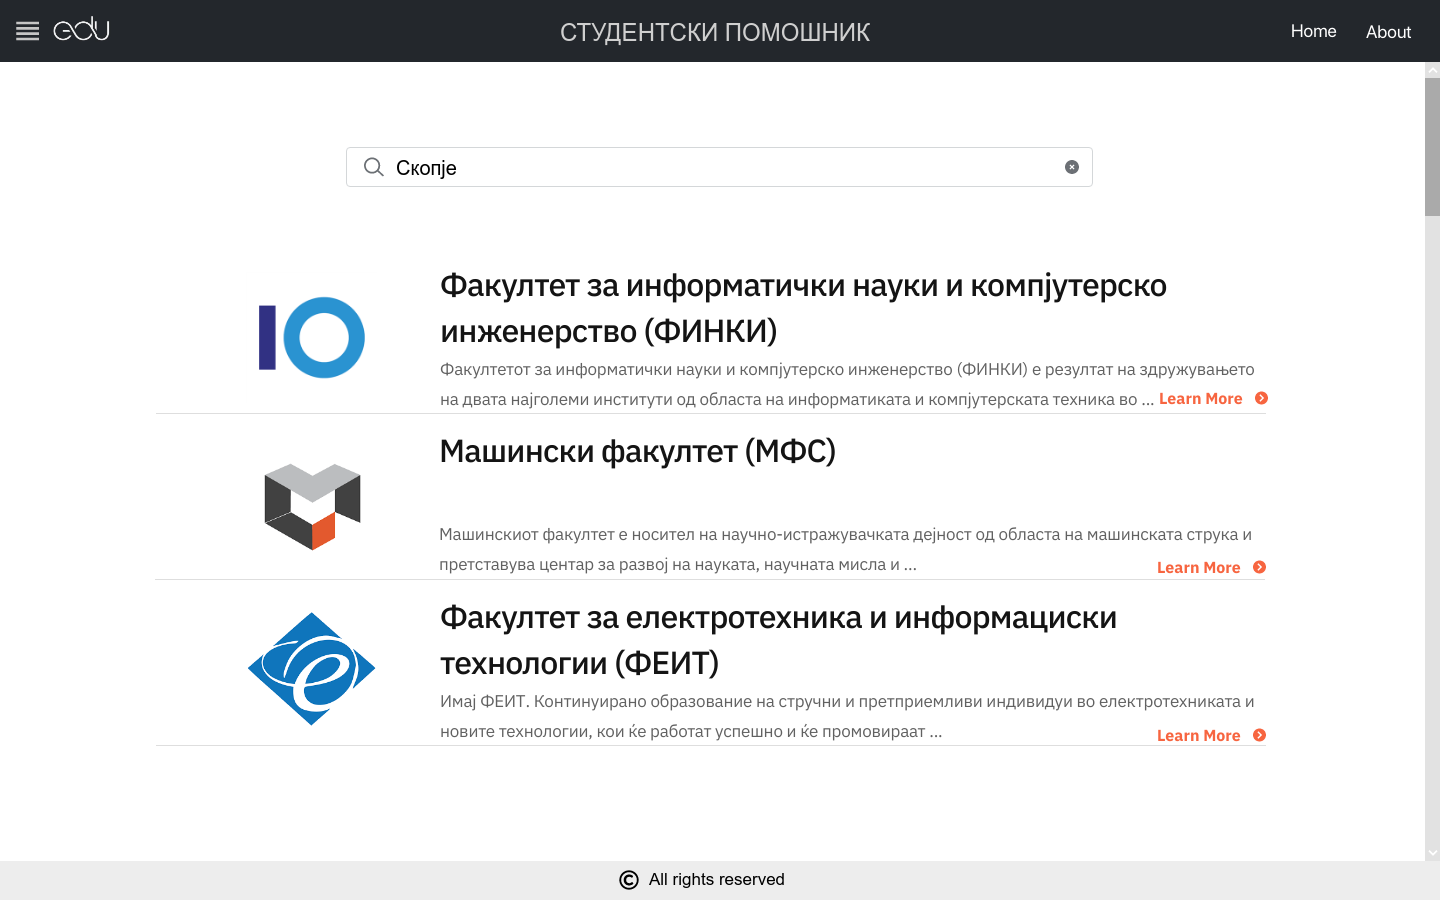 edu
СТУДЕНТСКИ ПОМОШНИК
Home
About
Скопје
Факултет за информатички науки и компјутерско
инженерство (ФИНКИ)
Факултетот за информатички науки и компјутерско инженерство (ФИНКИ) е резултат на здружувањето
на двата најголеми институти од областа на информатиката и компјутерската техника во ... Learn More
Машински факултет (МФС)
Машинскиот факултет е носител на научно-истражувачката дејност од областа на машинската струка и
претставува центар за развој на науката, научната мисла и ...
Learn More
Факултет за електротехника и информациски
технологии (ФЕИТ)
Имај ФЕИТ. Континуирано образование на стручни и претприемливи индивидуи во електротехниката и
новите технологии, кои ќе работат успешно и ќе промовираат ...
Learn More
© All rights reserved